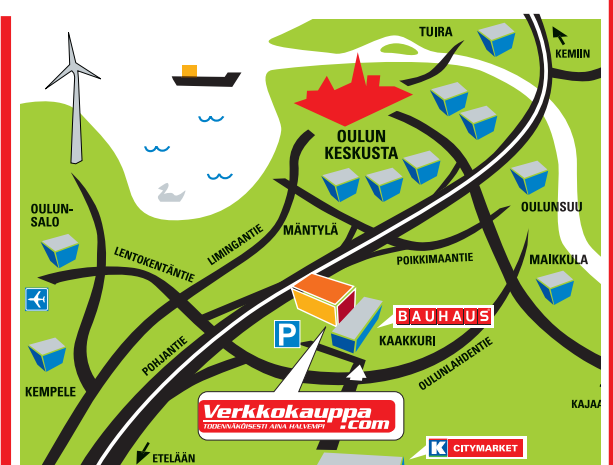 TUIRA
KEMIIN
OULUN
KESKUSTA
OULUN-
SALO
OULUNSUU
MÄNTYLÄ
LIMINGANTIE
LENTOKENTÄNTIE
POIKKIMAANTIE
MAIKKULA
BAUHAUS
P
KAAKKURI
POHJANTIE
OULUNLAHDENTIE
KEMPELE
KAJAA
Verkkokauppa
.com
TODENNÄKÖISESTI AINA HALVEMPI
K CITYMARKET
ETELÄÄN